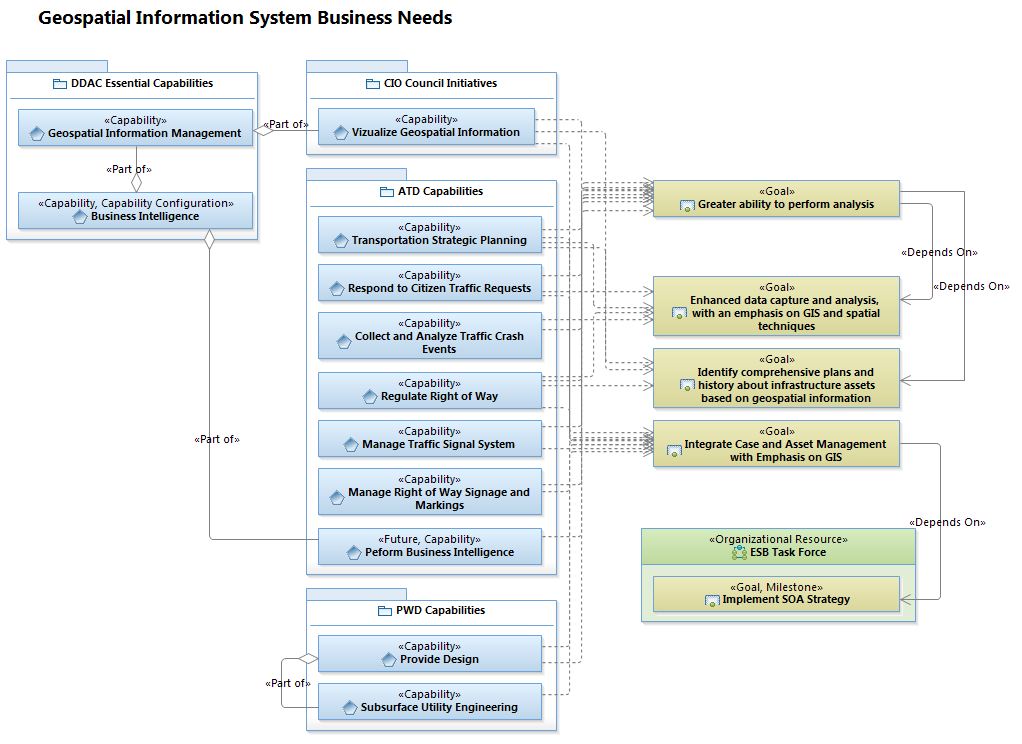 Geospatial Information System Business Needs
DDAC Essential Capabilities
«Capability»
Geospatial Information Management
«Part of»
«Capability, Capability Configuration»
Business Intelligence
«Part of»
«Part of»
CIO Council Initiatives
«Capability»
Vizualize Geospatial Information
ATD Capabilities
«Capability»
Transportation Strategic Planning
«Capability»
Respond to Citizen Traffic Requests
«Capability»
Collect and Analyze Traffic Crash
Events
«Capability»
Regulate Right of Way
«Capability»
Manage Traffic Signal System
«Capability»
Manage Right of Way Signage and
Markings
«Future, Capability»
Peform Business Intelligence
PWD Capabilities
«Capability»
Provide Design
«Part of»
«Capability»
Subsurface Utility Engineering
«Goal»
Greater ability to perform analysis
«Depends On»
«Depends On»
«Goal»
Enhanced data capture and analysis,
with an emphasis on GIS and spatial
techniques
«Goal»
Identify comprehensive plans and
history about infrastructure assets
based on geospatial information
«Goal»
Integrate Case and Asset Management
with Emphasis on GIS
«Depends On»
«Organizational Resource»
ESB Task Force
«Goal, Milestone»
Implement SOA Strategy